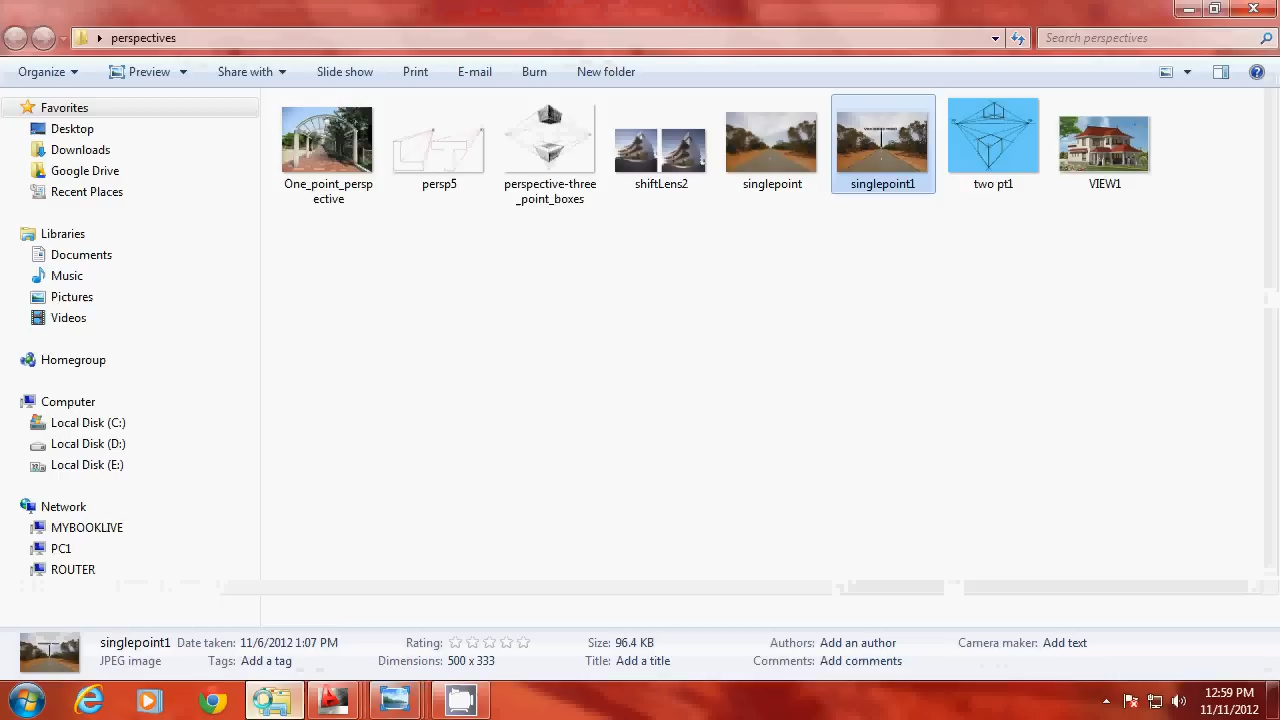 perspectives
Search perspectives
Organize Preview Share with Slide show Print E-mail Burn New folder
Favorites
Desktop
Downloads
Google Drive
Recent Places
Libraries
Documents
Music
Pictures
Videos
Homegroup
Computer
Local Disk (C:)
Local Disk (D:)
Local Disk (E:)
Network
MYBOOKLIVE
PC1
ROUTER
One_point_persp
ective
persp5
perspective-three
_point_boxes
shiftLens2
singlepoint
singlepoint1
two pt1
VIEW1
singlepoint1 Date taken: 11/6/2012 1:07 PM Rating: Size: 96.4 KB Authors: Add an author Camera maker: Add text
JPEG image Tags: Add a tag Dimensions: 500 x 333 Title: Add a title Comments: Add comments
12:59 PM
11/11/2012